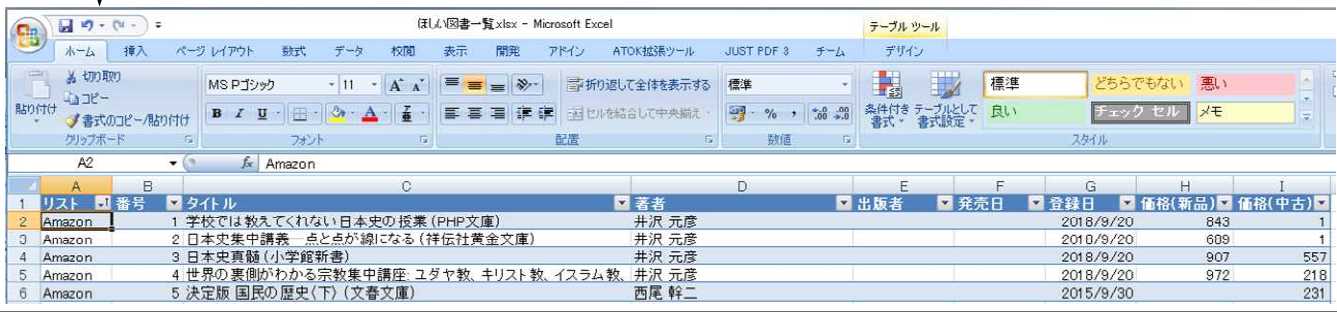 ほしい図書一覧.xlsx - Microsoft Excel
テーブル ツール
ホーム 挿入 ページ レイアウト 数式 データ 校閲 表示 開発 アドイン ATOK拡張ツール JUST PDF 3 チーム デザイン
切り取り
コピー
書式のコピー/貼り付け
貼り付け
クリップボード
MS Pゴシック 11
B I U
フォント
折り返して全体を表示する
セルを結合して中央揃え
配置
標準
数値
条件付き書式
テーブルとして書式設定
標準 どちらでもない 悪い
良い チェック セル メモ
スタイル
A2 fx Amazon
A B C D E F G H I
1 リスト 番号 タイトル 著者 出版者 発売日 登録日 価格(新品) 価格(中古)
2 Amazon 1 学校では教えてくれない日本史の授業 (PHP文庫) 井沢 元彦 2018/9/20 843 1
3 Amazon 2 日本史集中講義―点と点が線になる (祥伝社黄金文庫) 井沢 元彦 2018/9/20 689 1
4 Amazon 3 日本史真髄 (小学館新書) 井沢 元彦 2018/9/20 907 557
5 Amazon 4 世界の裏側がわかる宗教集中講座: ユダヤ教、キリスト教、イスラム教、 井沢 元彦 2018/9/20 972 218
6 Amazon 5 決定版 国民の歴史〈下〉 (文春文庫) 西尾 幹二 2015/9/30 231